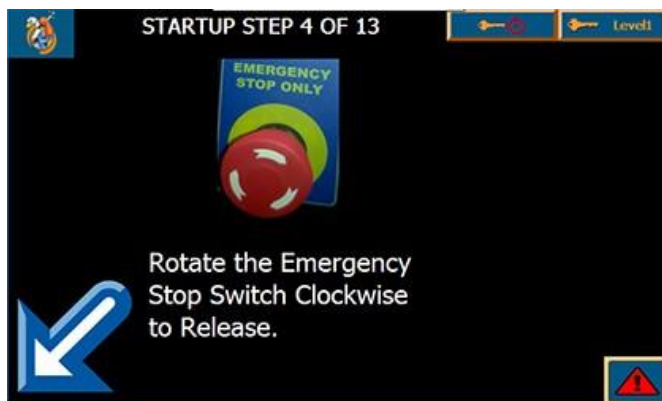 STARTUP STEP 4 OF 13
Level1
EMERGENCY
STOP ONLY
Rotate the Emergency
Stop Switch Clockwise
to Release.